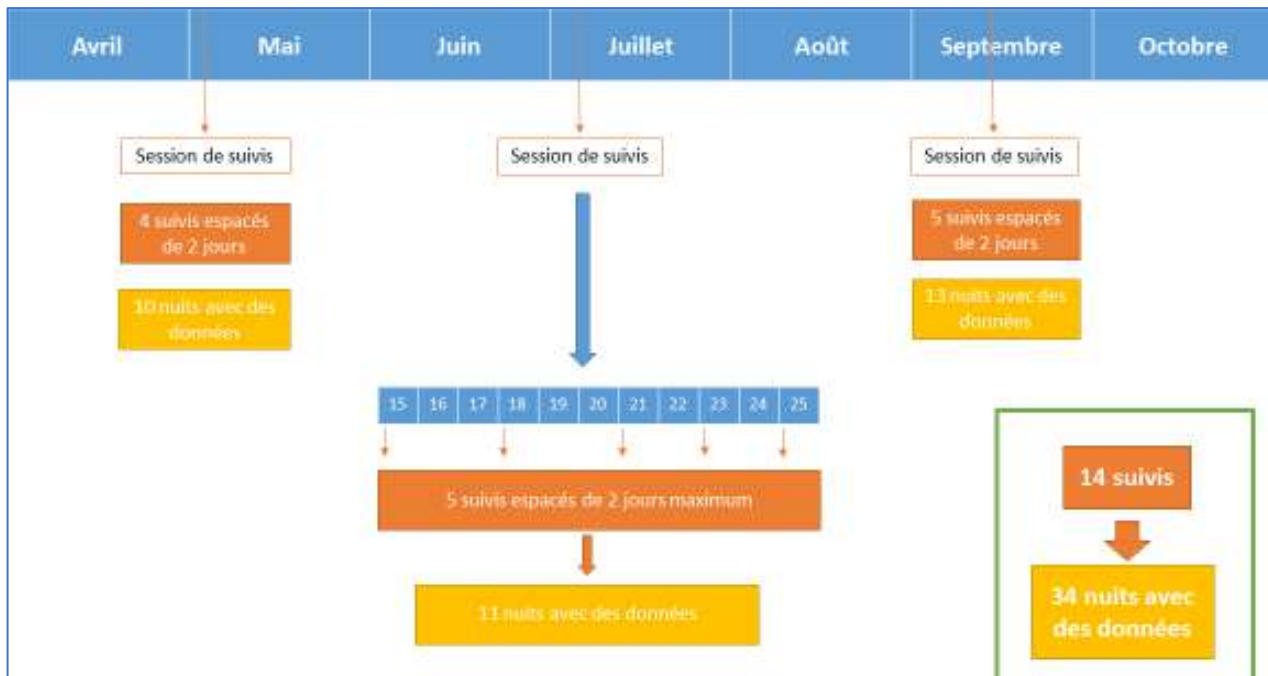 Avril Mai Juin Juillet Août Septembre Octobre
Session de suivis
4 suivis espacés
de 2 jours
10 nuits avec des
données
Session de suivis
15 16 17 18 19 20 21 22 23 24 25
5 suivis espacés de 2 jours maximum
11 nuits avec des données
Session de suivis
5 suivis espacés
de 2 jours
13 nuits avec des
données
14 suivis
34 nuits avec
des données